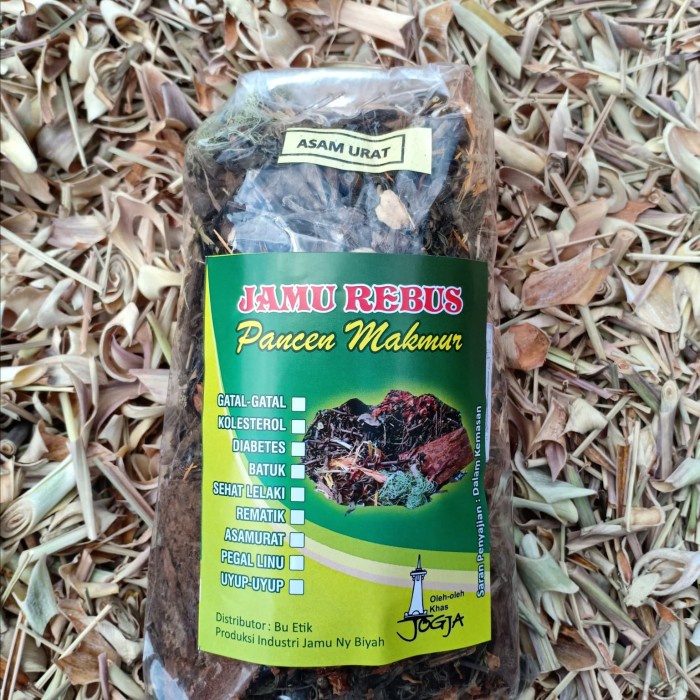 ASAM URAT
JAMU REBUS
Pancen Makmur
GATAL-GATAL
KOLESTEROL
DIABETES
BATUK
SEHAT LELAKI
REMATIK
ASAMURAT
PEGAL LINU
UYUP-UYUP
Saran Penyajian : Dalam Kemasan
Oleh-oleh
Khas
JOGJA
Distributor : Bu Etik
Produksi Industri Jamu Ny Biyah